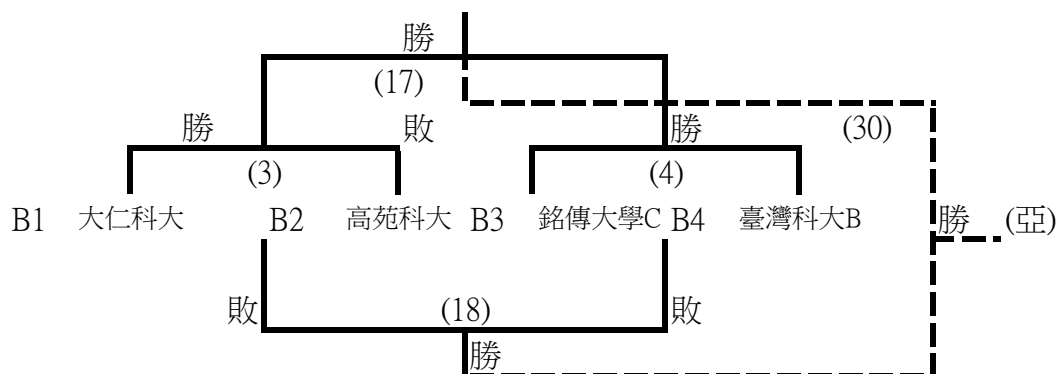 勝
(17)
勝 敗 勝 (30)
(3) (4)
B1 大仁科大 B2 高苑科大 B3 銘傳大學C B4 臺灣科大B 勝 (亞)
敗 (18) 敗
勝